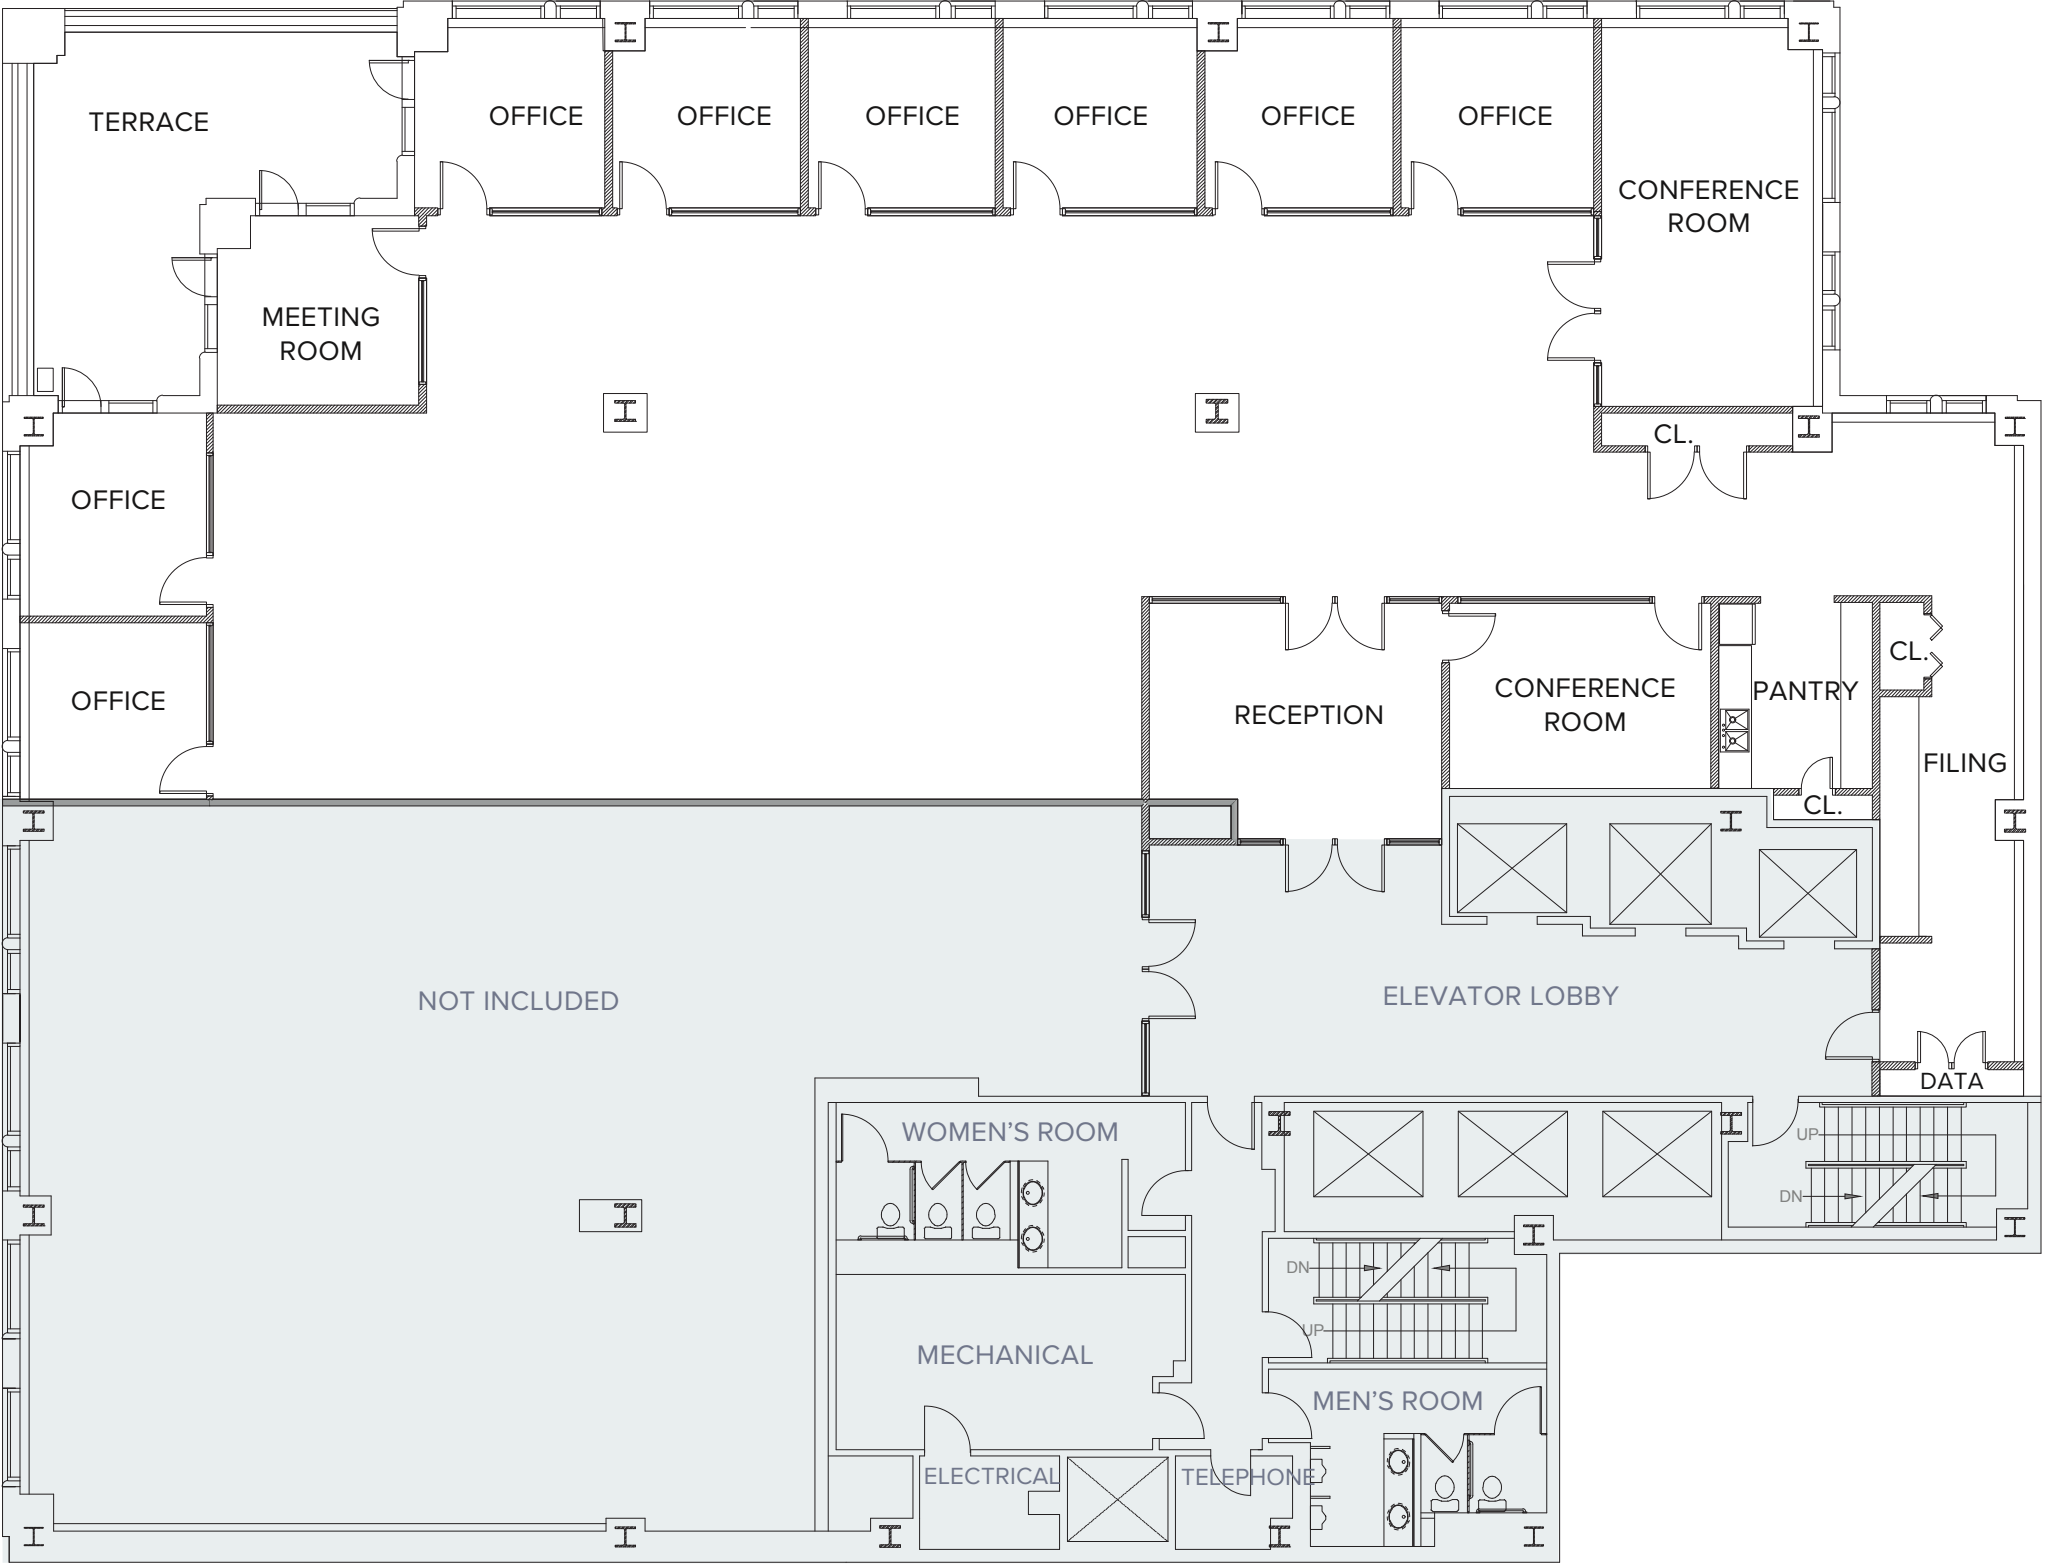 TERRACE
OFFICE
OFFICE
OFFICE
OFFICE
OFFICE
OFFICE
CONFERENCE
ROOM
MEETING
ROOM
CL.
OFFICE
OFFICE
RECEPTION
CONFERENCE
ROOM
PANTRY
CL.
FILING
CL.
NOT INCLUDED
ELEVATOR LOBBY
DATA
WOMEN'S ROOM
UP
DN
DN
UP
MECHANICAL
MEN'S ROOM
ELECTRICAL
TELEPHONE